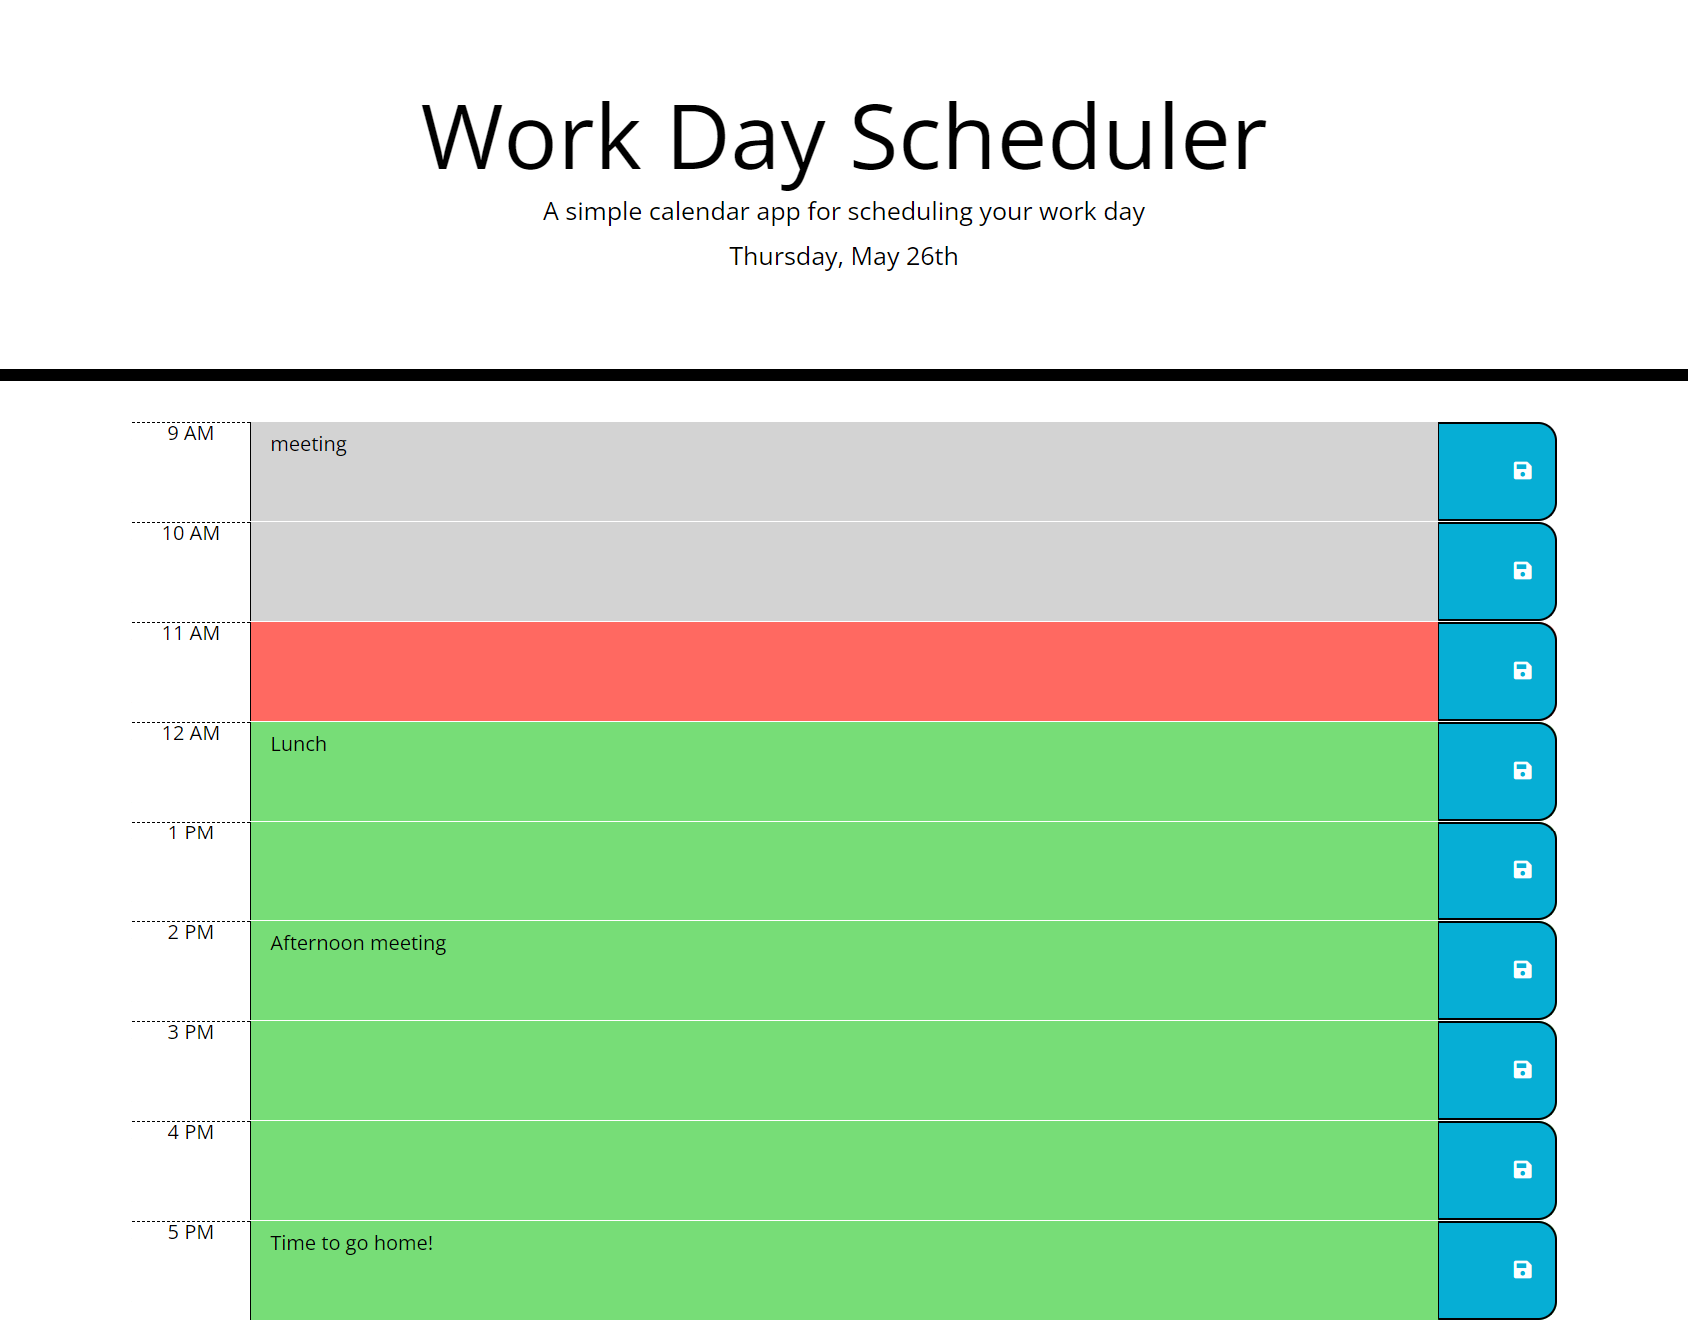 Work Day Scheduler
A simple calendar app for scheduling your work day
Thursday, May 26th
9 AM
meeting
10 AM
11 AM
12 AM
Lunch
1 PM
2 PM
Afternoon meeting
3 PM
4 PM
5 PM
Time to go home!